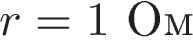 r = 1 Ом